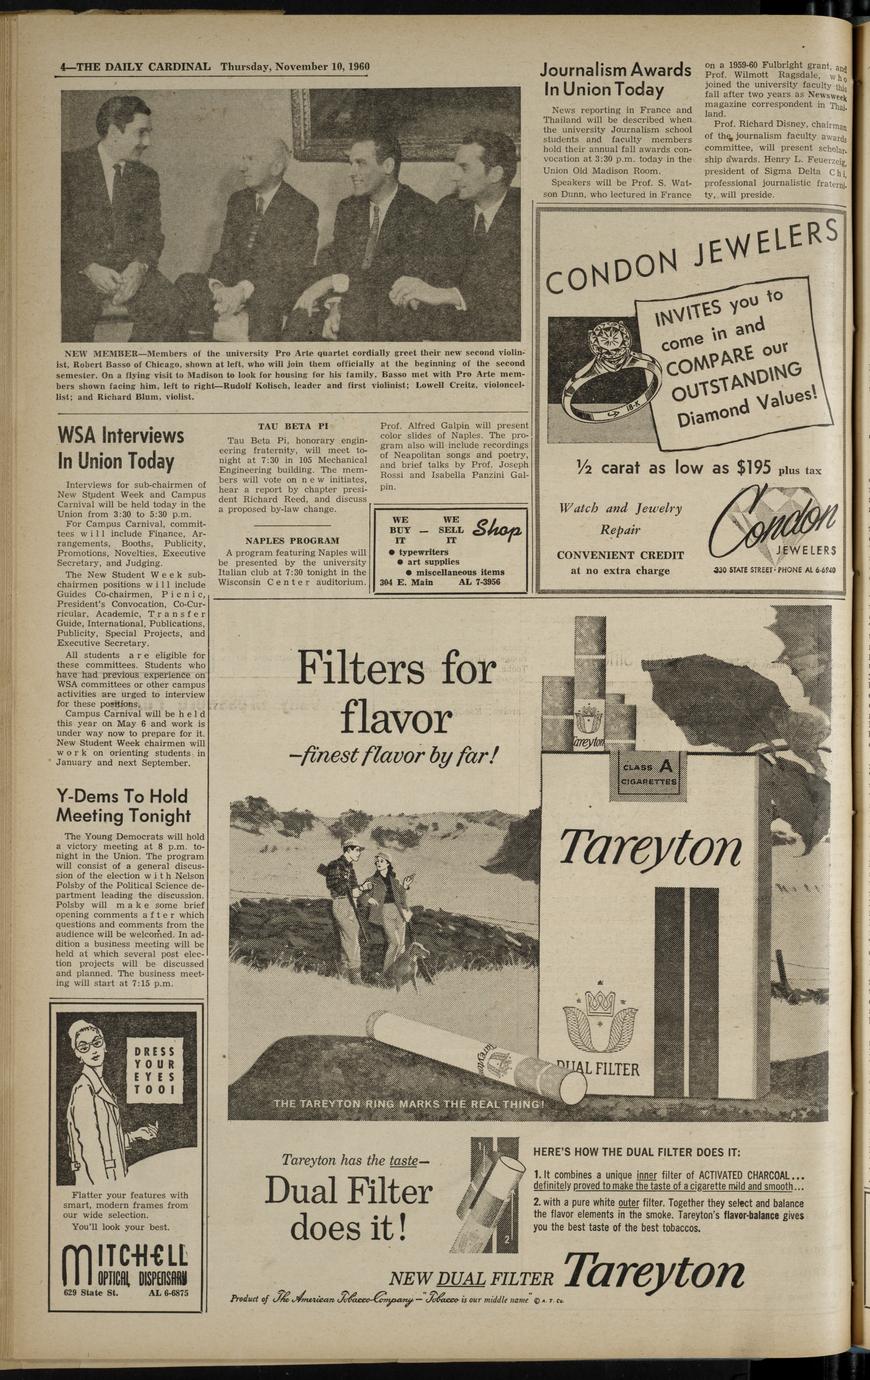 4—THE DAILY CARDINAL Thursday, November 10, 1960
NEW MEMBER—Members of the university Pro Arte quartet cordially greet their new second violin-
ist, Robert Basso of Chicago, shown at left, who will join them officially at the beginning of the second
semester. On a flying visit to Madison to look for housing for his family, Basso met with Pro Arte mem-
bers shown facing him, left to right—Rudolf Kolisch, leader and first violinist; Lowell Creitz, violoncel-
list; and Richard Blum, violist.
Journalism Awards
In Union Today
News reporting in France and
Thailand will be described when
the university Journalism school
students and faculty members
hold their annual fall awards con-
vocation at 3:30 p.m. today in the
Union Old Madison Room.
Speakers will be Prof. S. Wat-
son Dunn, who lectured in France
on a 1959-60 Fulbright grant, and
Prof. Wilmott Ragsdale, who
joined the university faculty this
fall after two years as Newsweek
magazine correspondent in Thai-
land.
Prof. Richard Disney, chairman
of the journalism faculty awards
committee, will present scholar-
ship awards. Henry L. Feuerzeig,
president of Sigma Delta Chi,
professional journalistic fraterni-
ty, will preside.
CONDON JEWELERS
INVITES you to
come in and
COMPARE our
OUTSTANDING
Diamond Values!
18-K
½ carat as low as $195 plus tax
Watch and Jewelry
Repair
CONVENIENT CREDIT
at no extra charge
Condon
JEWELERS
330 STATE STREET · PHONE AL 6-6940
WSA Interviews
In Union Today
Interviews for sub-chairmen of
New Student Week and Campus
Carnival will be held today in the
Union from 3:30 to 5:30 p.m.
For Campus Carnival, commit-
tees will include Finance, Ar-
rangements, Booths, Publicity,
Promotions, Novelties, Executive
Secretary, and Judging.
The New Student Week sub-
chairmen positions will include
Guides Co-chairmen, Picnic,
President's Convocation, Co-Cur-
ricular, Academic, Transfer
Guide, International, Publications,
Publicity, Special Projects, and
Executive Secretary.
All students are eligible for
these committees. Students who
have had previous experience on
WSA committees or other campus
activities are urged to interview
for these positions.
Campus Carnival will be held
this year on May 6 and work is
under way now to prepare for it.
New Student Week chairmen will
work on orienting students in
January and next September.
Y-Dems To Hold
Meeting Tonight
The Young Democrats will hold
a victory meeting at 8 p.m. to-
night in the Union. The program
will consist of a general discus-
sion of the election with Nelson
Polsby of the Political Science de-
partment leading the discussion.
Polsby will make some brief
opening comments after which
questions and comments from the
audience will be welcomed. In ad-
dition a business meeting will be
held at which several post elec-
tion projects will be discussed
and planned. The business meet-
ing will start at 7:15 p.m.
DRESS
YOUR
EYES
TOO!
Flatter your features with
smart, modern frames from
our wide selection.
You'll look your best.
MITCHELL
OPTICAL DISPENSARY
629 State St. AL 6-6875
TAU BETA PI
Tau Beta Pi, honorary engin-
eering fraternity, will meet to-
night at 7:30 in 105 Mechanical
Engineering building. The mem-
bers will vote on new initiates,
hear a report by chapter presi-
dent Richard Reed, and discuss
a proposed by-law change.
NAPLES PROGRAM
A program featuring Naples will
be presented by the university
Italian club at 7:30 tonight in the
Wisconsin Center auditorium.
Prof. Alfred Galpin will present
color slides of Naples. The pro-
gram also will include recordings
of Neapolitan songs and poetry,
and brief talks by Prof. Joseph
Rossi and Isabella Panzini Gal-
pin.
WE WE
BUY — SELL Shop
IT IT
● typewriters
● art supplies
● miscellaneous items
304 E. Main AL 7-3956
Filters for
flavor
—finest flavor by far!
Tareyton
CLASS A
CIGARETTES
Tareyton
DUAL FILTER
Tareyton
THE TAREYTON RING MARKS THE REAL THING!
Tareyton has the taste—
Dual Filter
does it!
1
2
HERE'S HOW THE DUAL FILTER DOES IT:
1. It combines a unique inner filter of ACTIVATED CHARCOAL...
definitely proved to make the taste of a cigarette mild and smooth...
2. with a pure white outer filter. Together they select and balance
the flavor elements in the smoke. Tareyton's flavor-balance gives
you the best taste of the best tobaccos.
NEW DUAL FILTER Tareyton
Product of The American Tobacco Company — "Tobacco is our middle name" © A. T. Co.